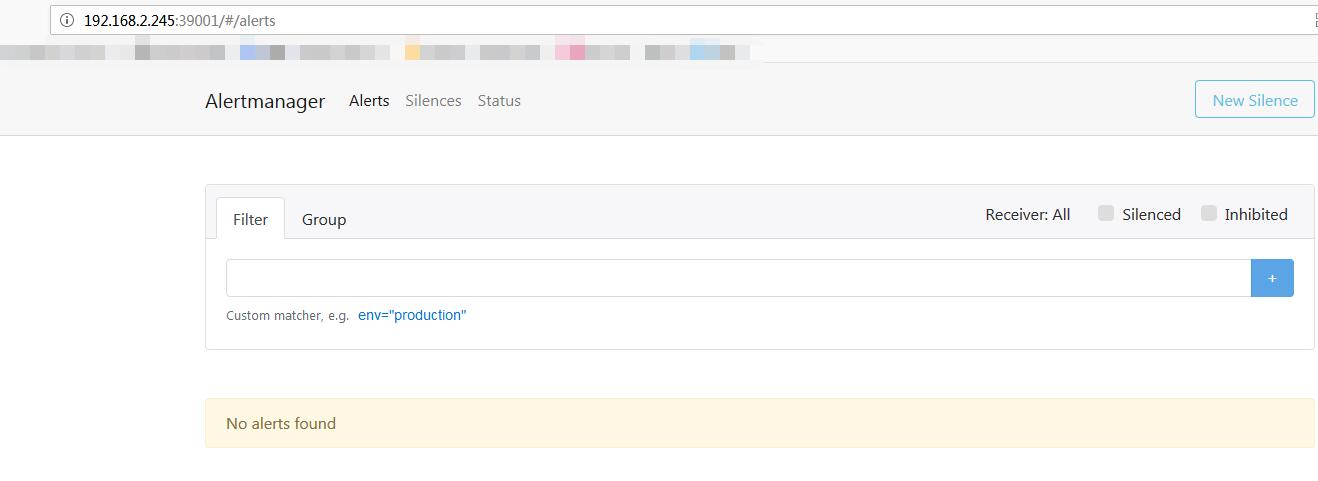 192.168.2.245:39001/#/alerts
Alertmanager Alerts Silences Status New Silence
Filter Group Receiver: All Silenced Inhibited
+
Custom matcher, e.g. env="production"
No alerts found